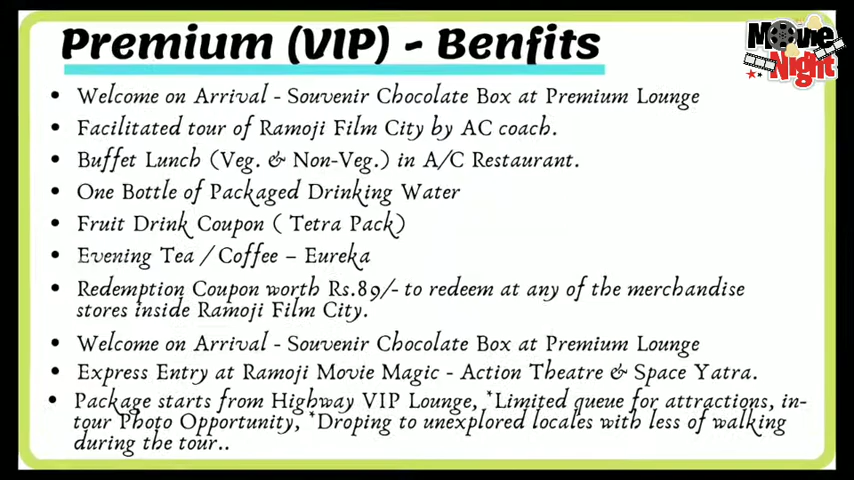 Premium (VIP) - Benfits
Movie
Night
• Welcome on Arrival - Souvenir Chocolate Box at Premium Lounge
• Facilitated tour of Ramoji Film City by AC coach.
• Buffet Lunch (Veg. & Non-Veg.) in A/C Restaurant.
• One Bottle of Packaged Drinking Water
• Fruit Drink Coupon ( Tetra Pack)
• Evening Tea / Coffee – Eureka
• Redemption Coupon worth Rs.89/- to redeem at any of the merchandise
stores inside Ramoji Film City.
• Welcome on Arrival - Souvenir Chocolate Box at Premium Lounge
• Express Entry at Ramoji Movie Magic - Action Theatre & Space Yatra.
• Package starts from Highway VIP Lounge, *Limited queue for attractions, in-
tour Photo Opportunity, *Droping to unexplored locales with less of walking
during the tour..